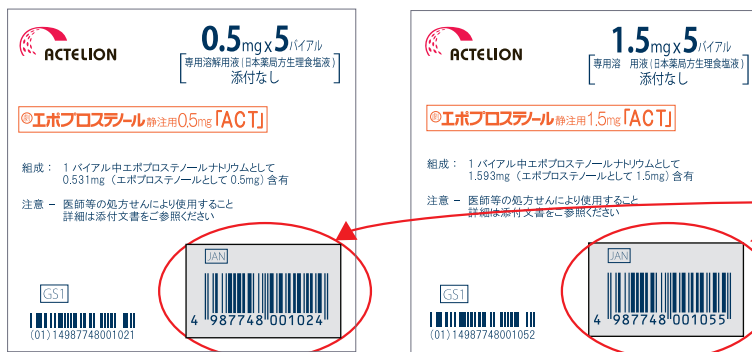 ACTELION
0.5mg×5バイアル
専用溶解用液(日本薬局方生理食塩液)
添付なし
エポプロステノール静注用0.5mg「ACT」
組成： 1バイアル中エポプロステノールナトリウムとして
0.531mg（エポプロステノールとして 0.5mg）含有
注意 － 医師等の処方せんにより使用すること
詳細は添付文書をご参照ください
JAN
4 987748 001024
GS1
(01)14987748001021
ACTELION
1.5mg×5バイアル
専用溶 用液(日本薬局方生理食塩液)
添付なし
エポプロステノール静注用1.5mg「ACT」
組成： 1バイアル中エポプロステノールナトリウムとして
1.593mg（エポプロステノールとして 1.5mg）含有
注意 － 医師等の処方せんにより使用すること
詳細は添付文書をご参照ください
JAN
4 987748 001055
GS1
(01)14987748001052